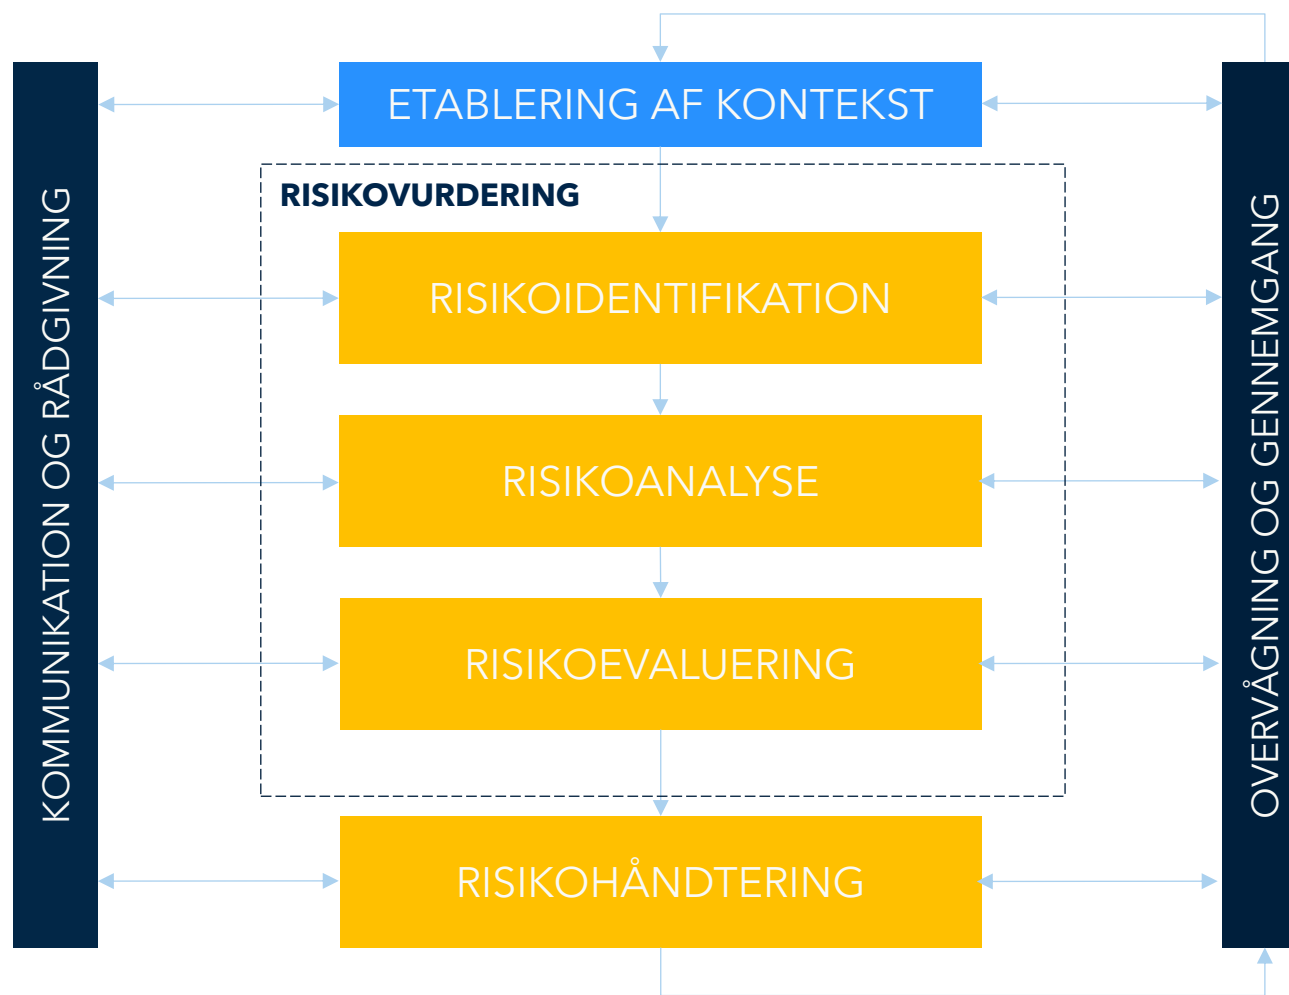 ETABLERING AF KONTEKST
RISIKOVURDERING
RISIKOIDENTIFIKATION
RISIKOANALYSE
RISIKOEVALUERING
RISIKOHÅNDTERING
KOMMUNIKATION OG RÅDGIVNING
OVERVÅGNING OG GENNEMGANG